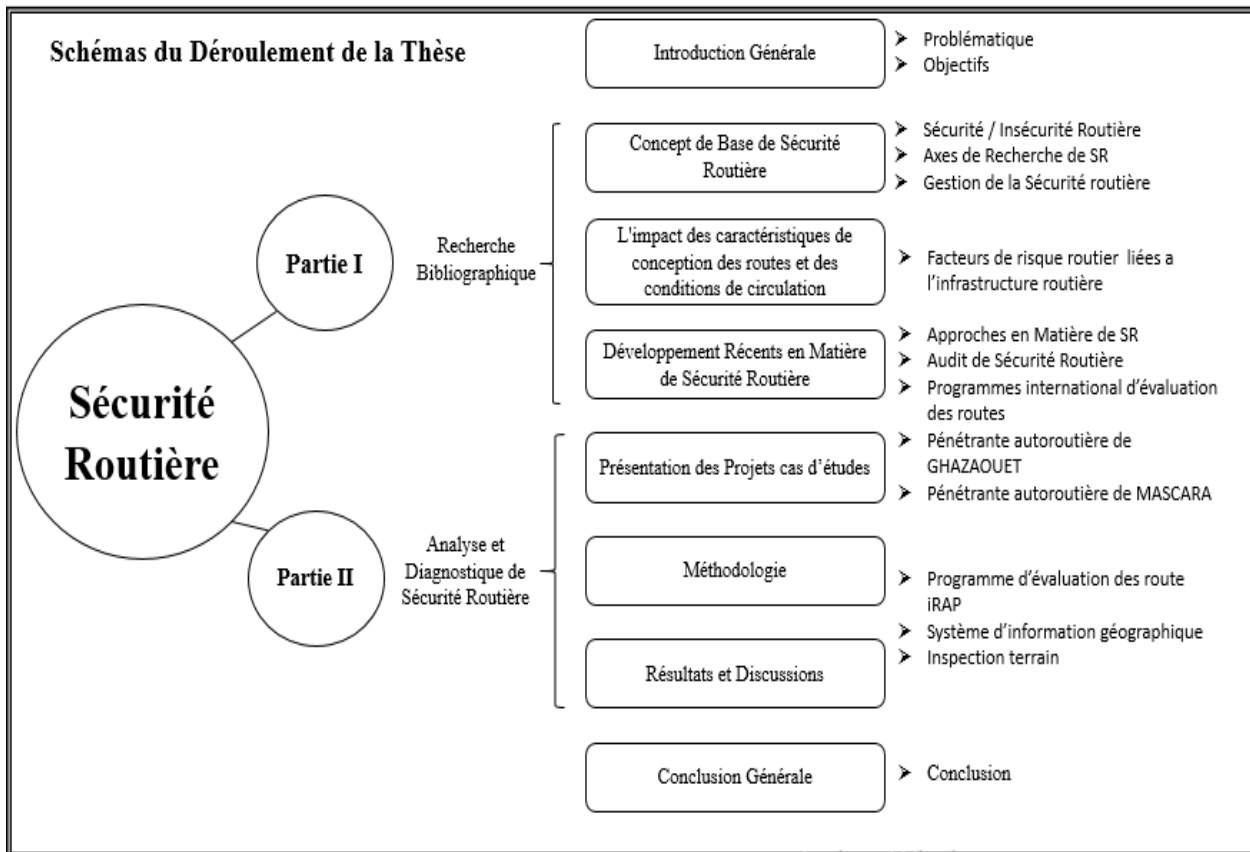 Schémas du Déroulement de la Thèse
Introduction Générale
➤ Problématique
➤ Objectifs
Sécurité
Routière
Partie I
Recherche
Bibliographique
Concept de Base de Sécurité
Routière
➤ Sécurité / Insécurité Routière
➤ Axes de Recherche de SR
➤ Gestion de la Sécurité routière
L'impact des caractéristiques de
conception des routes et des
conditions de circulation
➤ Facteurs de risque routier liées a
l'infrastructure routière
Développement Récents en Matière
de Sécurité Routière
➤ Approches en Matière de SR
➤ Audit de Sécurité Routière
➤ Programmes international d'évaluation
des routes
Partie II
Analyse et
Diagnostique de
Sécurité Routière
Présentation des Projets cas d'études
➤ Pénétrante autoroutière de
GHAZAOUET
➤ Pénétrante autoroutière de MASCARA
Méthodologie
Résultats et Discussions
➤ Programme d'évaluation des route
iRAP
➤ Système d'information géographique
➤ Inspection terrain
Conclusion Générale
➤ Conclusion